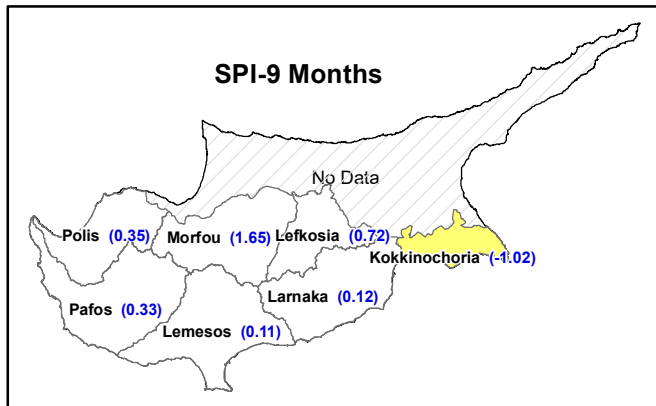 SPI-9 Months
No Data
Polis (0.35)
Morfou (1.65)
Lefkosia (0.72)
Kokkinochoria (-1.02)
Pafos (0.33)
Larnaka (0.12)
Lemesos (0.11)